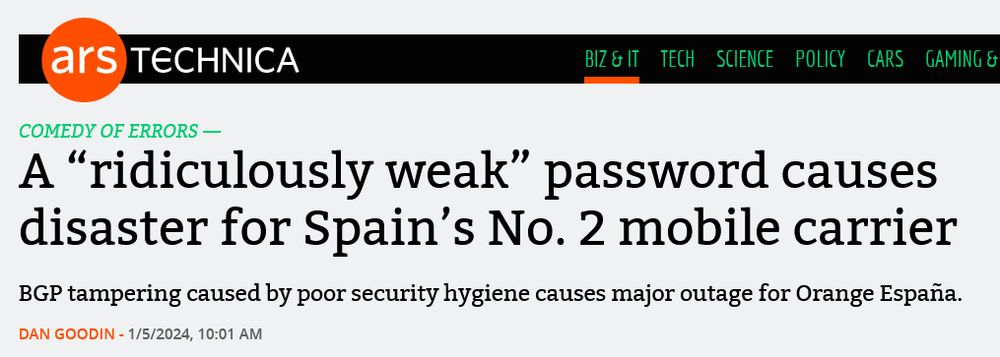 ars TECHNICA
BIZ & IT TECH SCIENCE POLICY CARS GAMING &
COMEDY OF ERRORS —
A “ridiculously weak” password causes
disaster for Spain’s No. 2 mobile carrier
BGP tampering caused by poor security hygiene causes major outage for Orange España.
DAN GOODIN - 1/5/2024, 10:01 AM